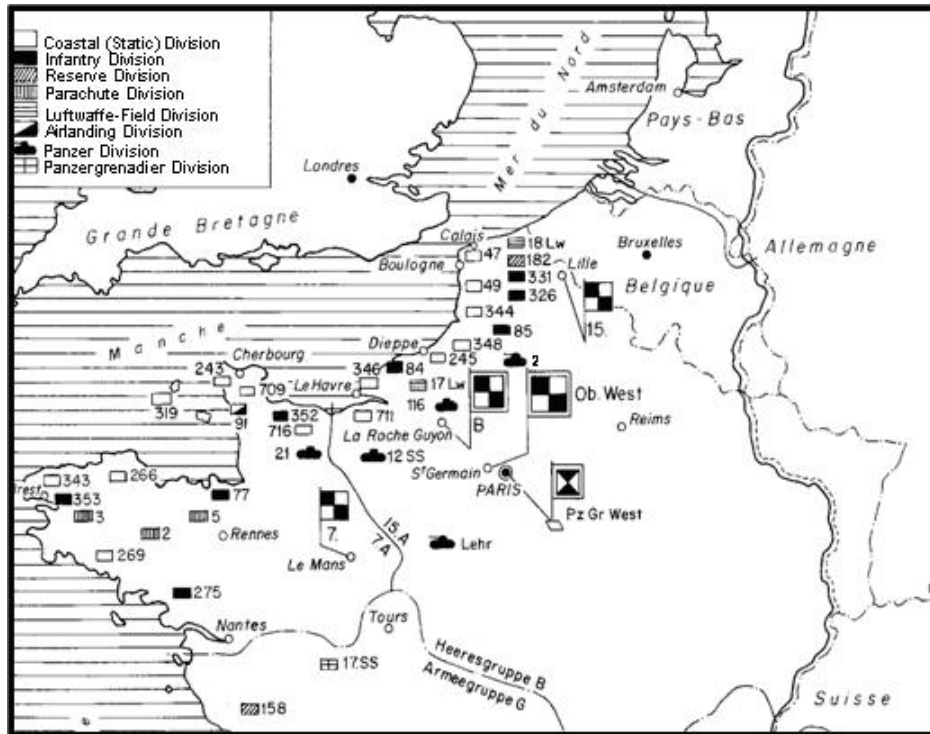 Coastal (Static) Division
Infantry Division
Reserve Division
Parachute Division
Luftwaffe-Field Division
Airlanding Division
Panzer Division
Panzergrenadier Division
Mer du Nord
Amsterdam
Pays-Bas
Londres
Grande Bretagne
Calais
47
18 Lw
Bruxelles
Allemagne
Boulogne
182
Lille
331
Belgique
49
326
344
15.
Manche
85
Dieppe
348
Cherbourg
346
84
245
2
243
709
Le Havre
17 Lw
Ob. West
319
116
B
Reims
91
352
711
716
La Roche Guyon
21
12 SS
St Germain
PARIS
343
266
rest
353
77
Pz Gr West
3
5
7.
15.A
7.A
2
Rennes
Lehr
269
Le Mans
275
Tours
Nantes
Heeresgruppe B
17.SS
Armeegruppe G
Suisse
158